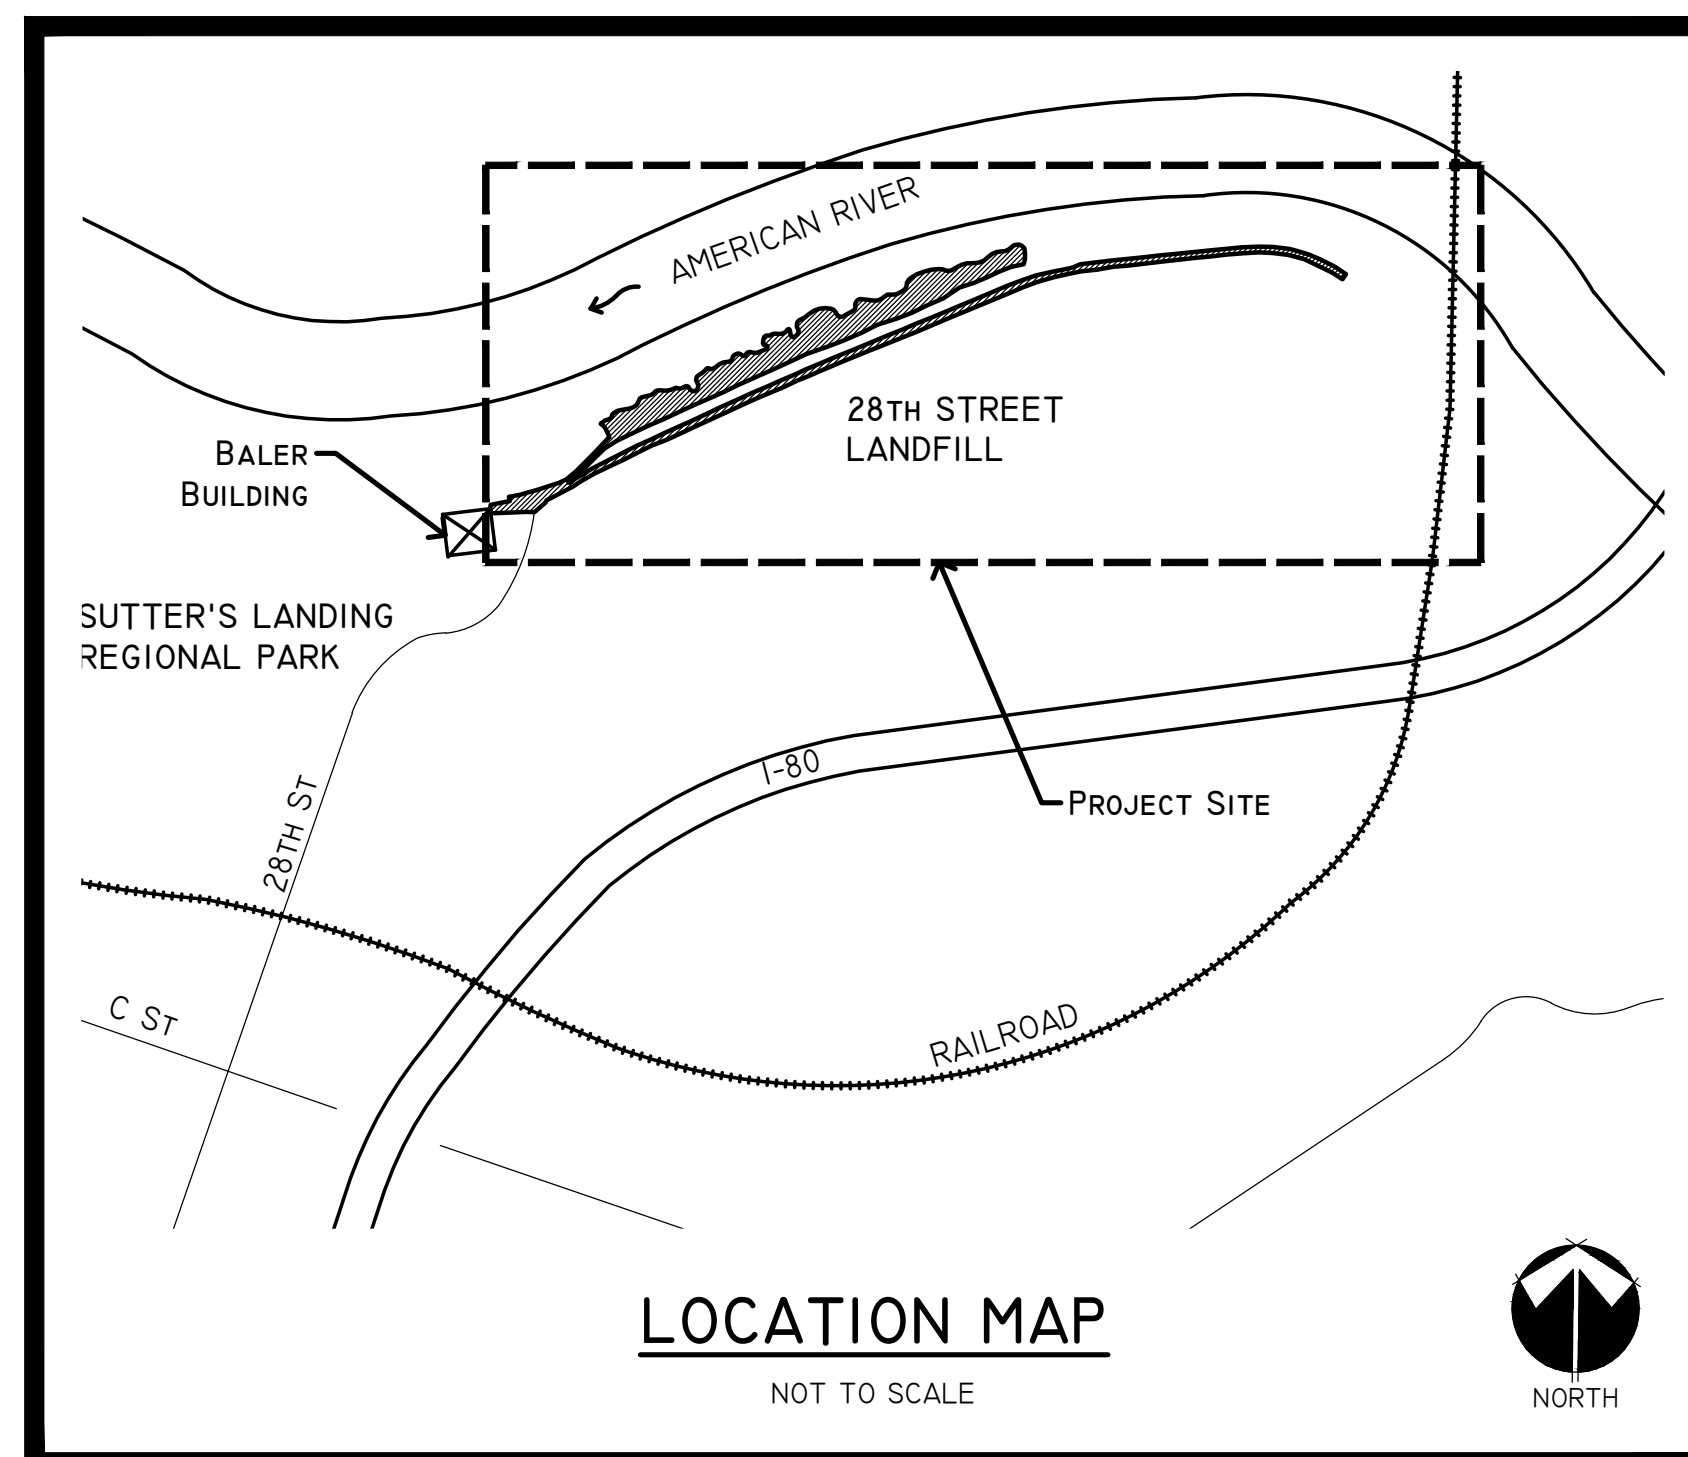 AMERICAN RIVER
28TH STREET
LANDFILL
BALER
BUILDING
SUTTER'S LANDING
REGIONAL PARK
I-80
PROJECT SITE
28TH ST
C ST
RAILROAD
LOCATION MAP
NOT TO SCALE
NORTH